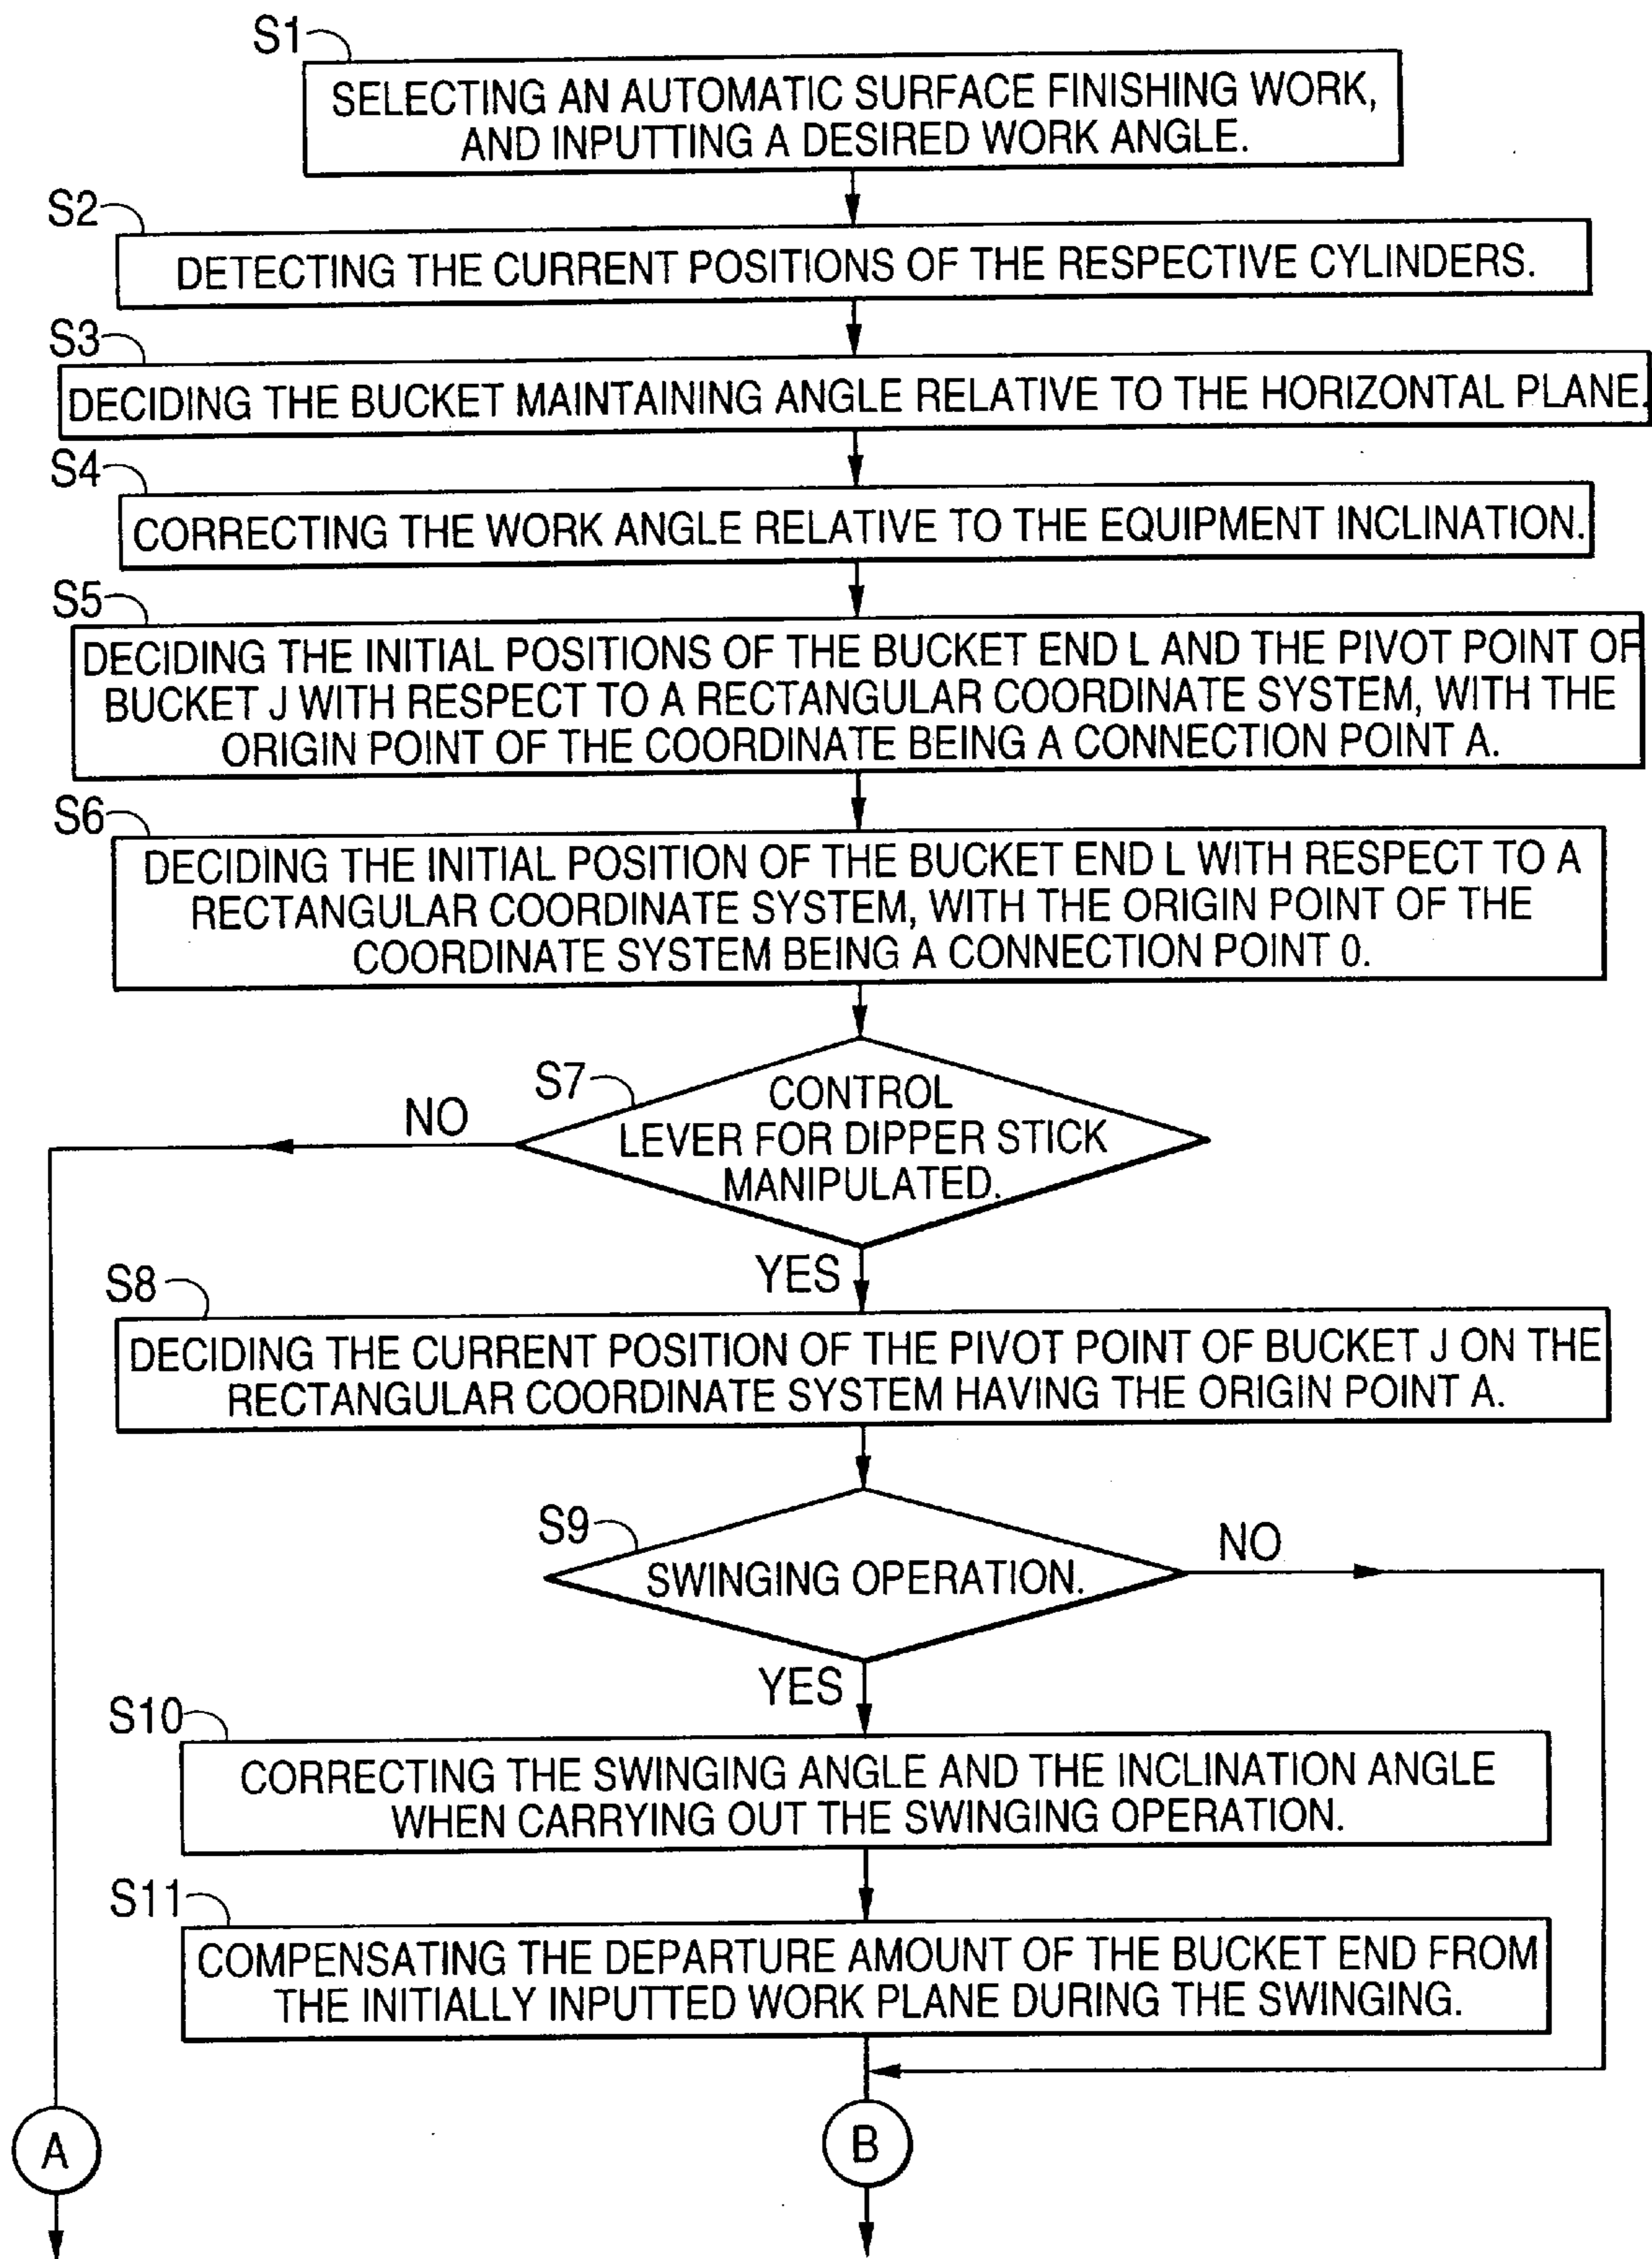 S1
SELECTING AN AUTOMATIC SURFACE FINISHING WORK,
AND INPUTTING A DESIRED WORK ANGLE.
S2
DETECTING THE CURRENT POSITIONS OF THE RESPECTIVE CYLINDERS.
S3
DECIDING THE BUCKET MAINTAINING ANGLE RELATIVE TO THE HORIZONTAL PLANE.
S4
CORRECTING THE WORK ANGLE RELATIVE TO THE EQUIPMENT INCLINATION.
S5
DECIDING THE INITIAL POSITIONS OF THE BUCKET END L AND THE PIVOT POINT OF
BUCKET J WITH RESPECT TO A RECTANGULAR COORDINATE SYSTEM, WITH THE
ORIGIN POINT OF THE COORDINATE BEING A CONNECTION POINT A.
S6
DECIDING THE INITIAL POSITION OF THE BUCKET END L WITH RESPECT TO A
RECTANGULAR COORDINATE SYSTEM, WITH THE ORIGIN POINT OF THE
COORDINATE SYSTEM BEING A CONNECTION POINT 0.
S7
CONTROL
LEVER FOR DIPPER STICK
MANIPULATED.
NO
YES
S8
DECIDING THE CURRENT POSITION OF THE PIVOT POINT OF BUCKET J ON THE
RECTANGULAR COORDINATE SYSTEM HAVING THE ORIGIN POINT A.
S9
SWINGING OPERATION.
NO
YES
S10
CORRECTING THE SWINGING ANGLE AND THE INCLINATION ANGLE
WHEN CARRYING OUT THE SWINGING OPERATION.
S11
COMPENSATING THE DEPARTURE AMOUNT OF THE BUCKET END FROM
THE INITIALLY INPUTTED WORK PLANE DURING THE SWINGING.
A
B